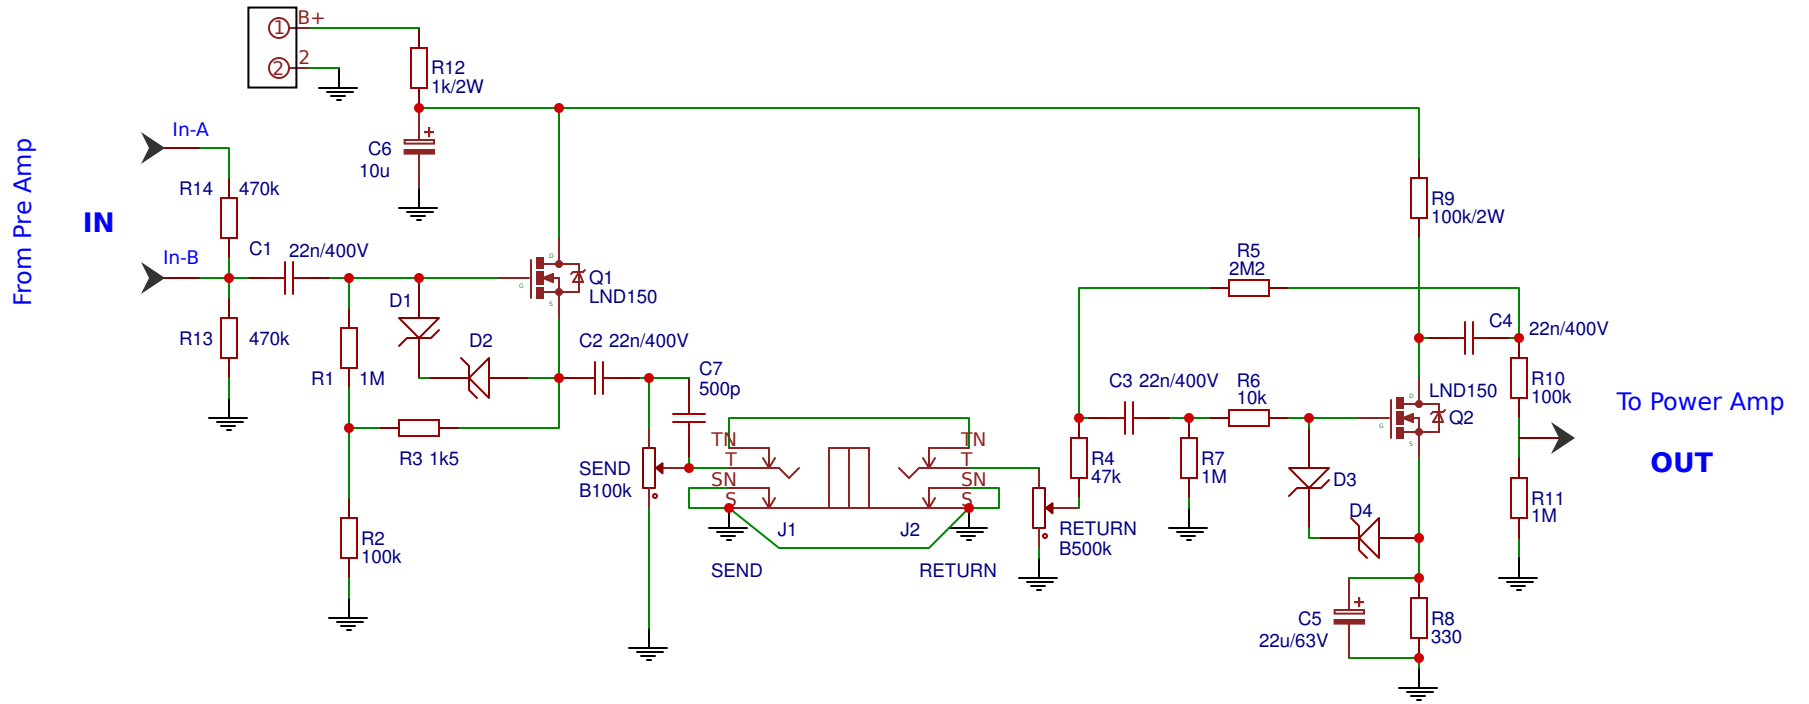 B+
1
2
2
R12
1k/2W
In-A
C6
10u
From Pre Amp
R14 470k
IN
R9
100k/2W
In-B
C1 22n/400V
D
G
S
Q1
LND150
R5
2M2
D1
R13 470k
R1 1M
D2
C2 22n/400V
C4 22n/400V
C7
500p
C3 22n/400V
R6
10k
R10
100k
LND150
Q2
D
G
S
To Power Amp
OUT
R3 1k5
SEND
B100k
TN
T
SN
S
TN
T
SN
S
J1
J2
SEND
RETURN
R4
47k
R7
1M
D3
D4
RETURN
B500k
R11
1M
R2
100k
C5
22u/63V
R8
330